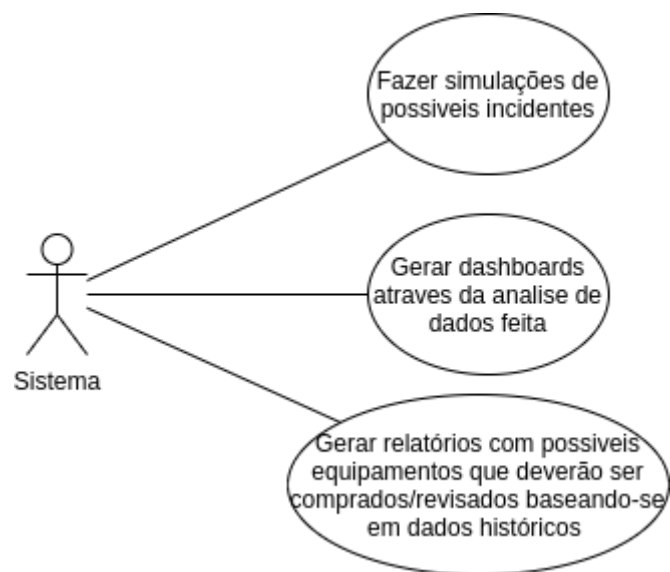 Fazer simulações de
possiveis incidentes
Gerar dashboards
atraves da analise de
dados feita
Sistema
Gerar relatórios com possiveis
equipamentos que deverão ser
comprados/revisados baseando-se
em dados históricos